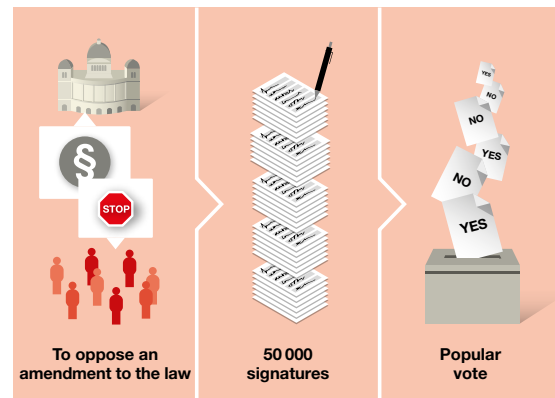 §
STOP
YES
NO
NO
YES
NO
YES
To oppose an
amendment to the law
50 000
signatures
Popular
vote